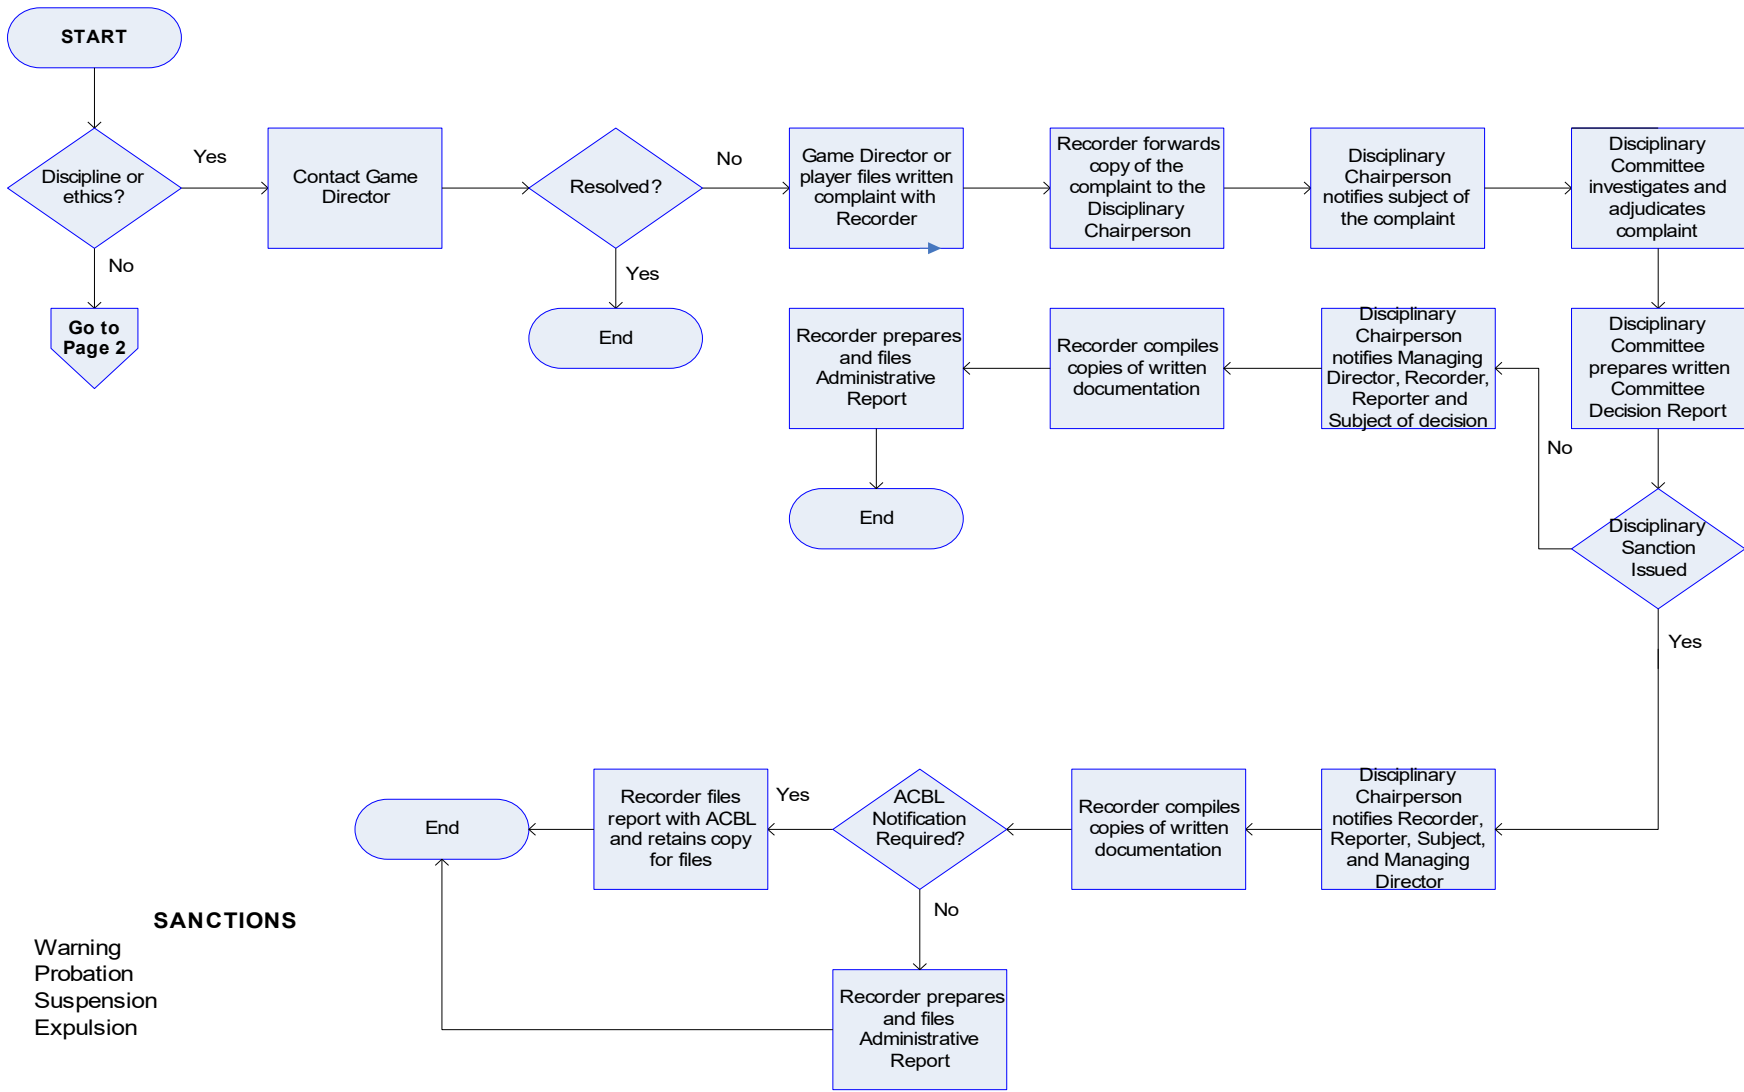 START
Discipline or
ethics?
Yes
No
Go to
Page 2
Contact Game
Director
Resolved?
No
Yes
End
Game Director or
player files written
complaint with
Recorder
Recorder forwards
copy of the
complaint to the
Disciplinary
Chairperson
Disciplinary
Chairperson
notifies subject of
the complaint
Disciplinary
Committee
investigates and
adjudicates
complaint
Disciplinary
Committee
prepares written
Committee
Decision Report
Disciplinary
Sanction
Issued
No
Disciplinary
Chairperson
notifies Managing
Director, Recorder,
Reporter and
Subject of decision
Recorder compiles
copies of written
documentation
Recorder prepares
and files
Administrative
Report
End
Yes
Disciplinary
Chairperson
notifies Recorder,
Reporter, Subject,
and Managing
Director
Recorder compiles
copies of written
documentation
ACBL
Notification
Required?
Yes
Recorder files
report with ACBL
and retains copy
for files
End
No
Recorder prepares
and files
Administrative
Report
SANCTIONS
Warning
Probation
Suspension
Expulsion